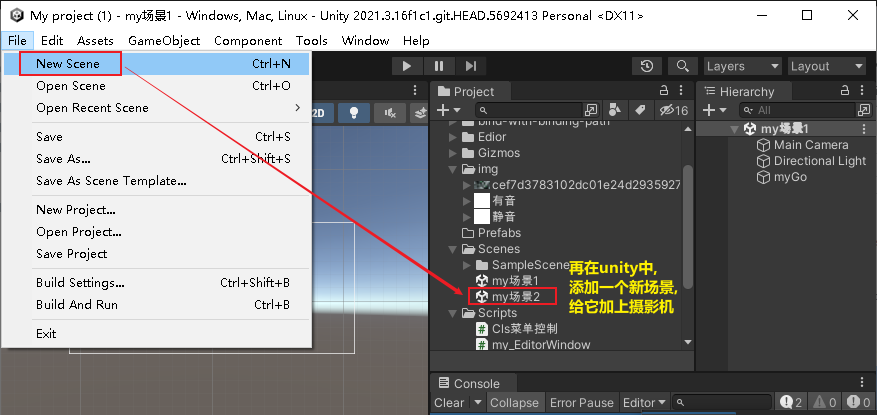 My project (1) - my场景1 - Windows, Mac, Linux - Unity 2021.3.16f1c1.git.HEAD.5692413 Personal <DX11>
File Edit Assets GameObject Component Tools Window Help
New Scene Ctrl+N
Open Scene Ctrl+O
Open Recent Scene
Save Ctrl+S
Save As... Ctrl+Shift+S
Save As Scene Template...
New Project...
Open Project...
Save Project
Build Settings... Ctrl+Shift+B
Build And Run Ctrl+B
Exit
2D
Layers Layout
Project
16
bind-with-binding-path
Edior
Gizmos
img
cef7d3783102dc01e24d2935927
有音
静音
Prefabs
Scenes
SampleScene
my场景1
my场景2
Scripts
Cls菜单控制
my_EditorWindow
再在unity中,
添加一个新场景,
给它加上摄影机
Hierarchy
All
my场景1
Main Camera
Directional Light
myGo
Console
Clear Collapse Error Pause Editor 2 0 0